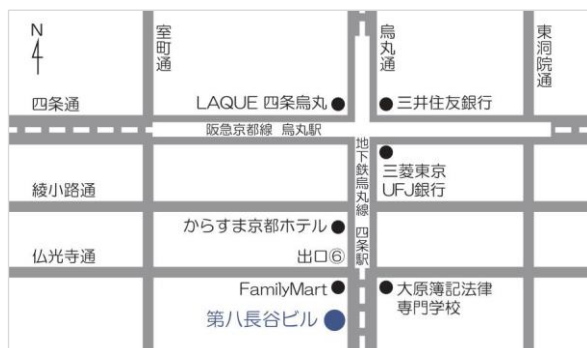 N
室町通
烏丸通
東洞院通
四条通
LAQUE 四条烏丸
三井住友銀行
阪急京都線 烏丸駅
地下鉄烏丸線 四条駅
三菱東京
UFJ銀行
綾小路通
からすま京都ホテル
仏光寺通
出口⑥
FamilyMart
大原簿記法律
専門学校
第八長谷ビル